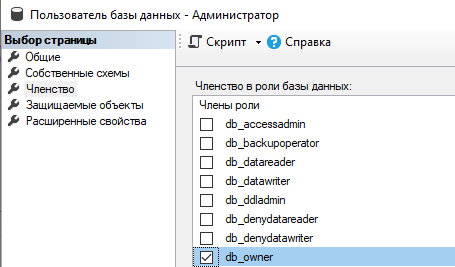 Пользователь базы данных - Администратор
Выбор страницы
Общие
Собственные схемы
Членство
Защищаемые объекты
Расширенные свойства
Скрипт
Справка
Членство в роли базы данных:
Члены роли
db_accessadmin
db_backupoperator
db_datareader
db_datawriter
db_ddladmin
db_denydatareader
db_denydatawriter
db_owner